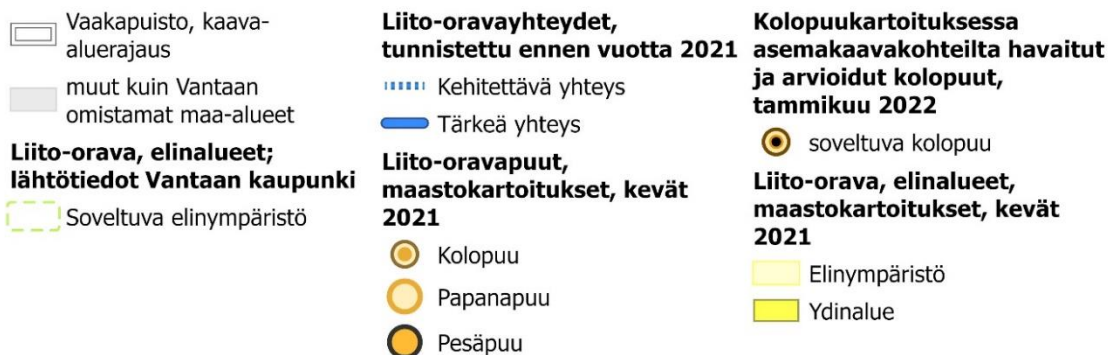 Vaakapuisto, kaava-
aluerajaus
muut kuin Vantaan
omistamat maa-alueet
Liito-orava, elinalueet;
lähtötiedot Vantaan kaupunki
Soveltuva elinympäristö
Liito-oravayhteydet,
tunnistettu ennen vuotta 2021
Kehitettävä yhteys
Tärkeä yhteys
Liito-oravapuut,
maastokartoitukset, kevät
2021
Kolopuu
Papanapuu
Pesäpuu
Kolopuukartoituksessa
asemakaavakohteilta havaitut
ja arvioidut kolopuut,
tammikuu 2022
soveltuva kolopuu
Liito-orava, elinalueet,
maastokartoitukset, kevät
2021
Elinympäristö
Ydinalue